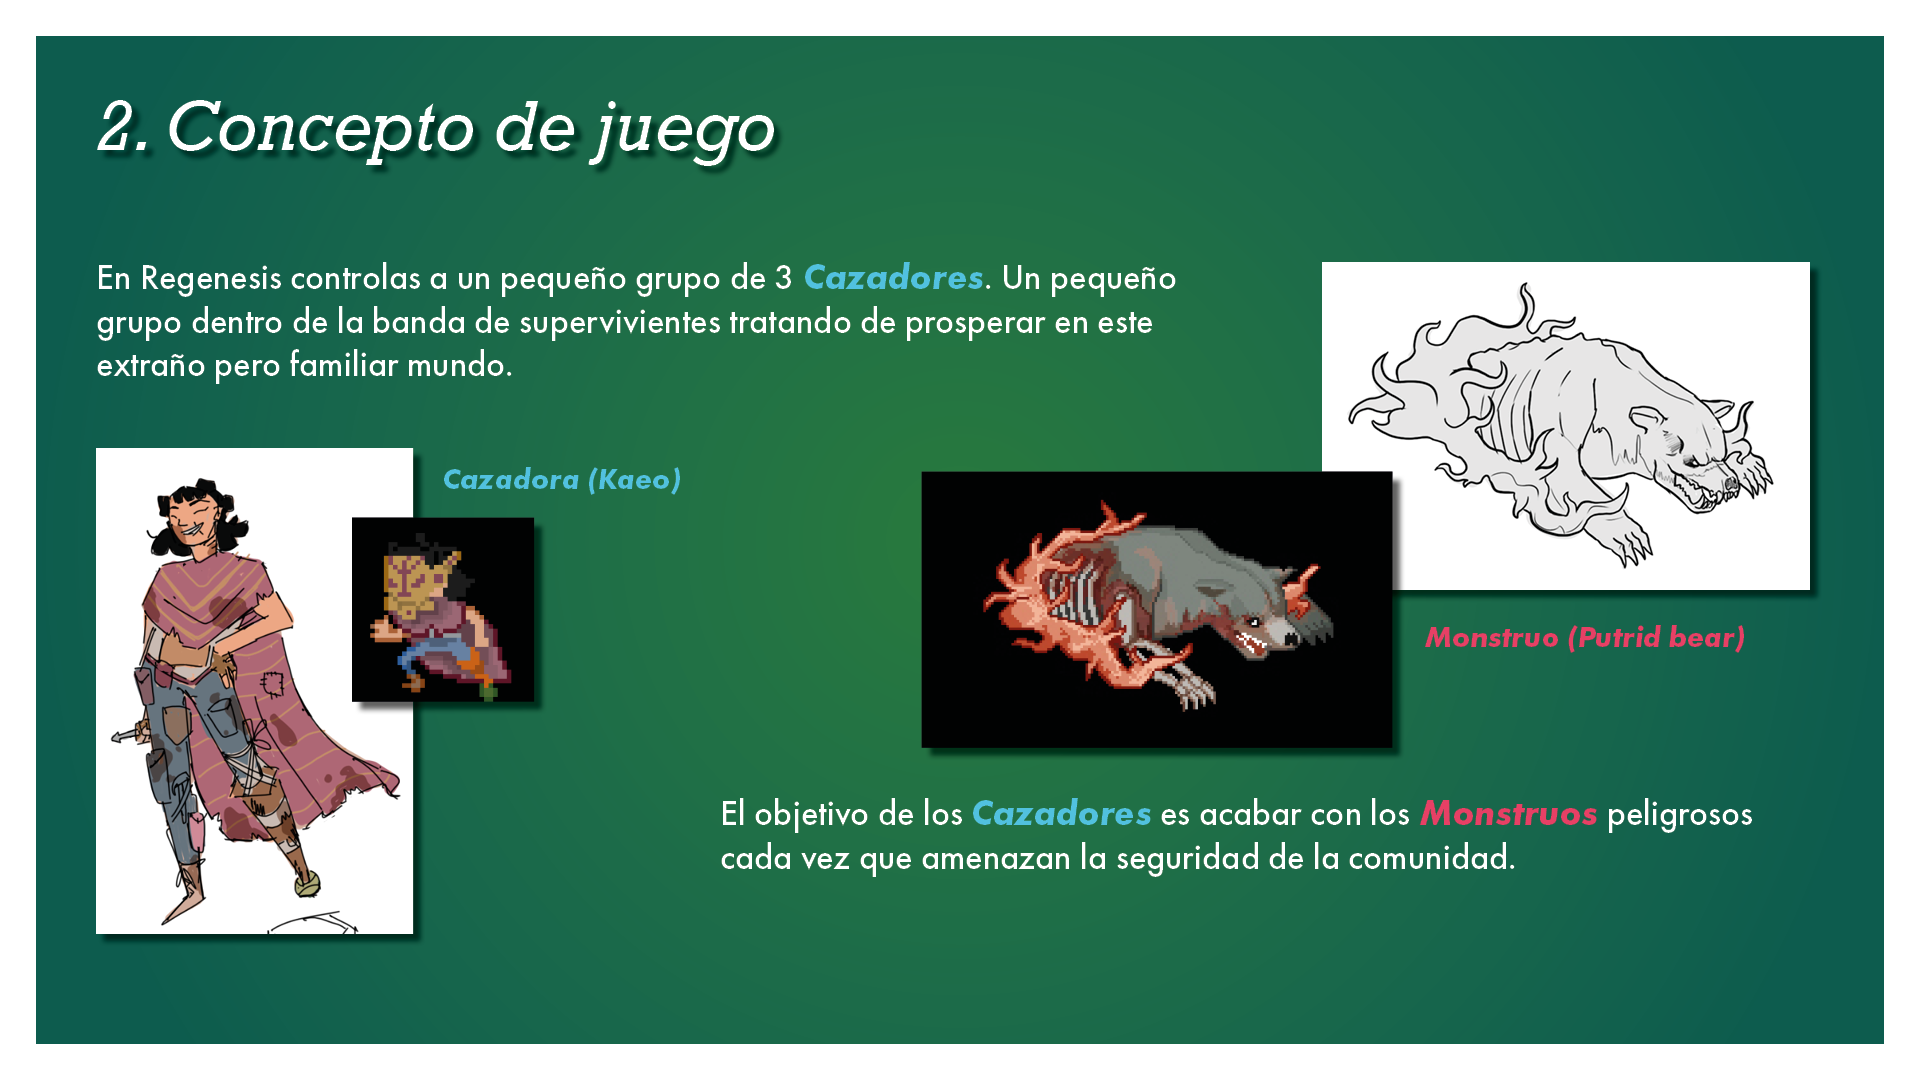 2. Concepto de juego
En Regenesis controlas a un pequeño grupo de 3 Cazadores. Un pequeño
grupo dentro de la banda de supervivientes tratando de prosperar en este
extraño pero familiar mundo.
Cazadora (Kaeo)
Monstruo (Putrid bear)
El objetivo de los Cazadores es acabar con los Monstruos peligrosos
cada vez que amenazan la seguridad de la comunidad.